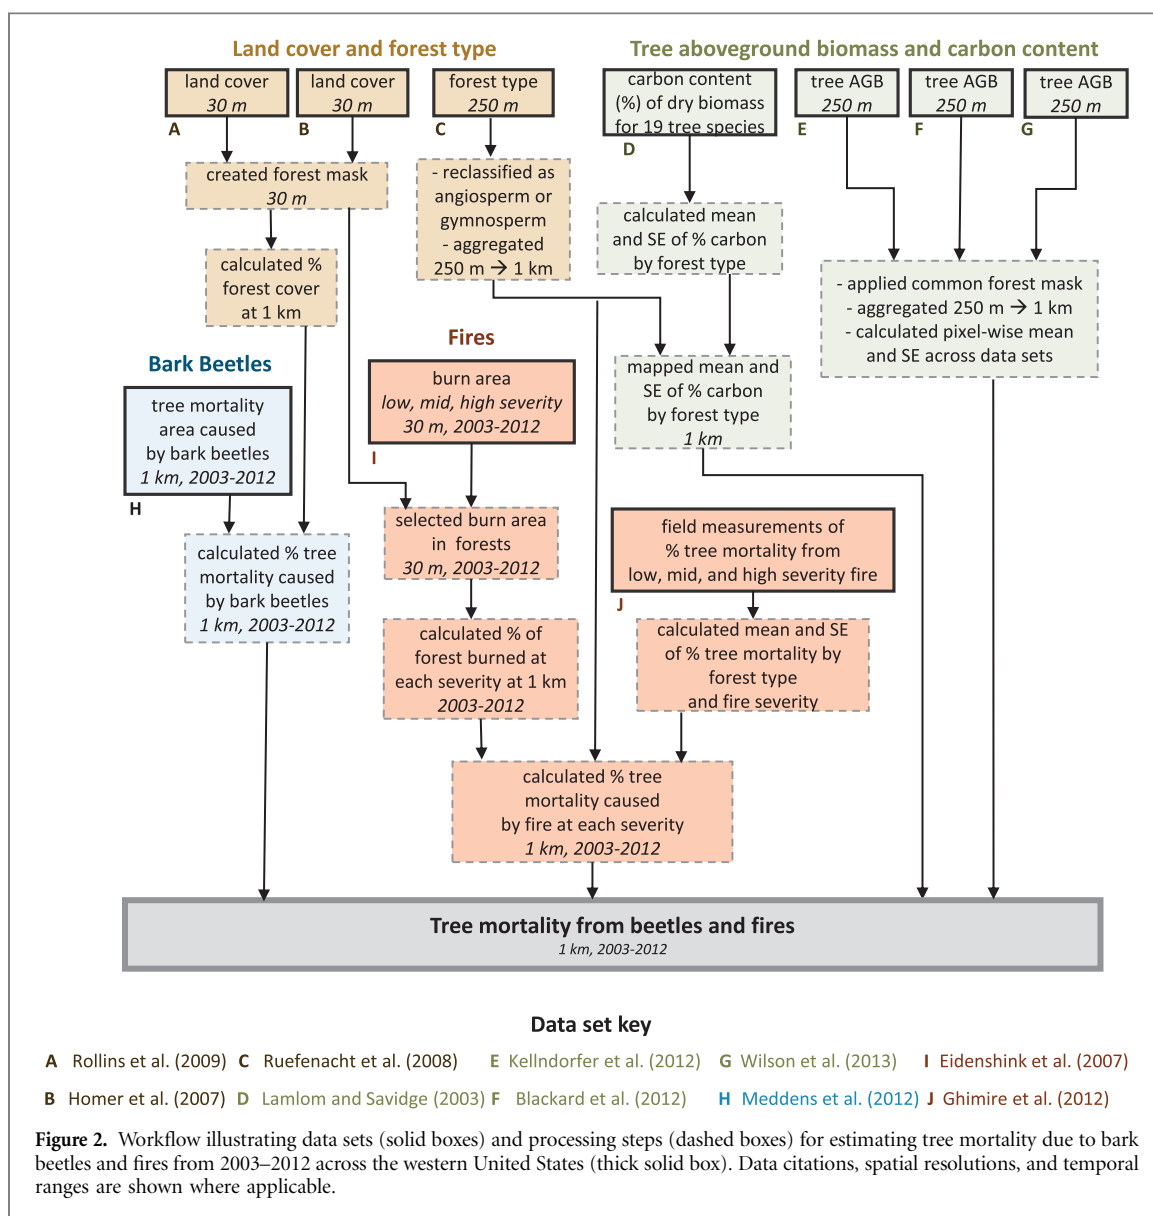 Land cover and forest type
Tree aboveground biomass and carbon content
land cover
30 m
A
land cover
30 m
B
forest type
250 m
C
carbon content
(%) of dry biomass
for 19 tree species
D
tree AGB
250 m
E
tree AGB
250 m
F
tree AGB
250 m
G
created forest mask
30 m
- reclassified as
angiosperm or
gymnosperm
- aggregated
250 m → 1 km
calculated mean
and SE of % carbon
by forest type
calculated %
forest cover
at 1 km
- applied common forest mask
- aggregated 250 m → 1 km
- calculated pixel-wise mean
and SE across data sets
Bark Beetles
Fires
tree mortality
area caused
by bark beetles
1 km, 2003-2012
H
burn area
low, mid, high severity
30 m, 2003-2012
I
mapped mean and
SE of % carbon
by forest type
1 km
calculated % tree
mortality caused
by bark beetles
1 km, 2003-2012
selected burn area
in forests
30 m, 2003-2012
field measurements of
% tree mortality from
low, mid, and high severity fire
J
calculated % of
forest burned at
each severity at 1 km
2003-2012
calculated mean and SE
of % tree mortality by
forest type
and fire severity
calculated % tree
mortality caused
by fire at each severity
1 km, 2003-2012
Tree mortality from beetles and fires
1 km, 2003-2012
Data set key
A Rollins et al. (2009) C Ruefenacht et al. (2008) E Kellndorfer et al. (2012) G Wilson et al. (2013) I Eidenshink et al. (2007)
B Homer et al. (2007) D Lamlom and Savidge (2003) F Blackard et al. (2012) H Meddens et al. (2012) J Ghimire et al. (2012)
Figure 2. Workflow illustrating data sets (solid boxes) and processing steps (dashed boxes) for estimating tree mortality due to bark
beetles and fires from 2003–2012 across the western United States (thick solid box). Data citations, spatial resolutions, and temporal
ranges are shown where applicable.